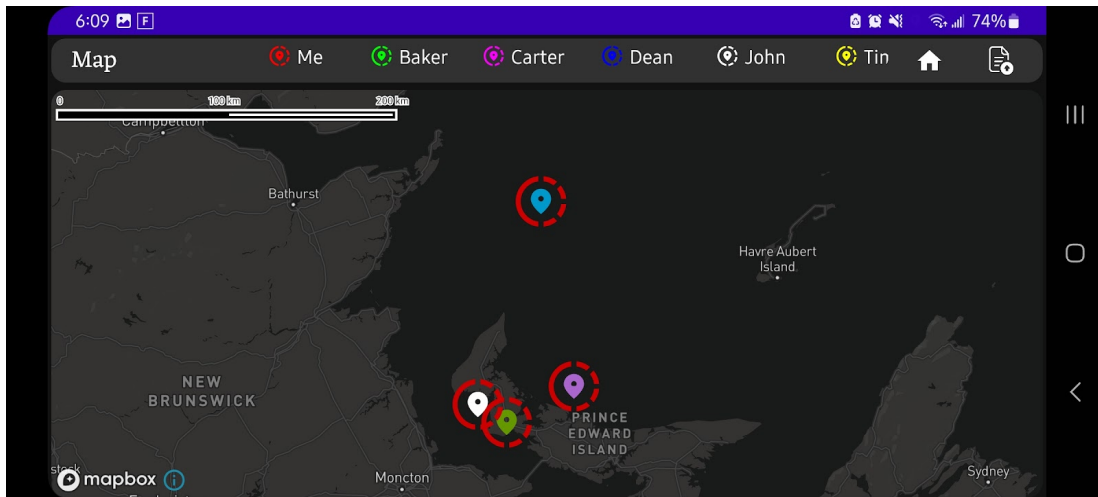 6:09 F 74%
Map Me Baker Carter Dean John Tin
0 100 km 200 km
Campbellton
Bathurst
Havre Aubert
Island
NEW
BRUNSWICK
PRINCE
EDWARD
ISLAND
Moncton
Sydney
mapbox